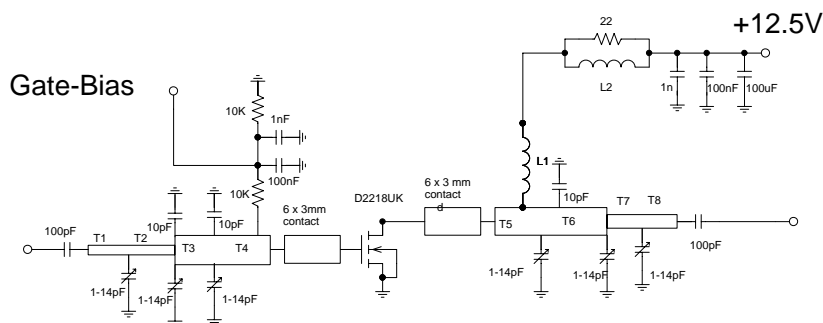 +12.5V
22
L2
1n
100nF
100uF
Gate-Bias
10K
1nF
100nF
10K
L1
D2218UK
6 x 3 mm
contact
d
6 x 3mm
contact
10pF
10pF
10pF
100pF
T1
T2
T3
T4
T5
T6
T7
T8
100pF
1-14pF
1-14pF
1-14pF
1-14pF
1-14pF
1-14pF